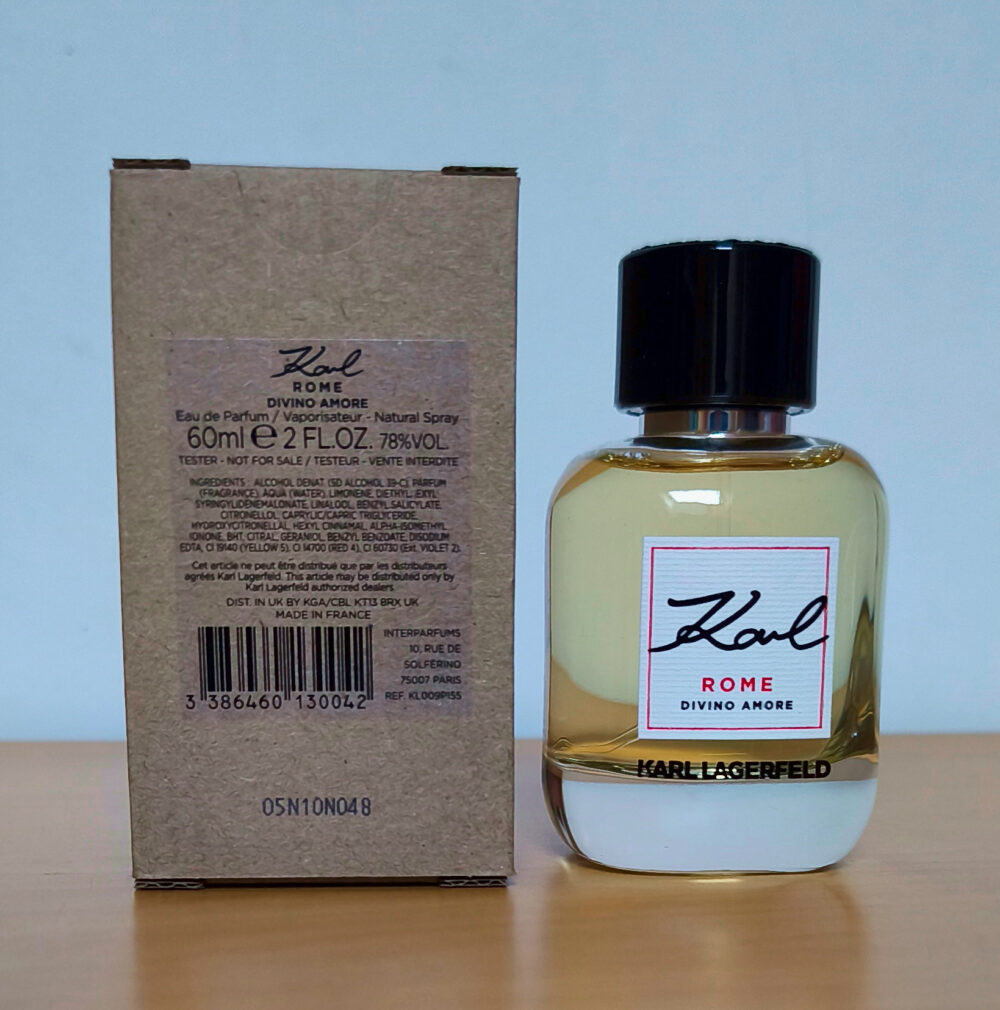 Karl
ROME
DIVINO AMORE
Eau de Parfum / Vaporisateur - Natural Spray
60ml ℮ 2 FL.OZ. 78%VOL.
TESTER - NOT FOR SALE / TESTEUR - VENTE INTERDITE
INGREDIENTS : ALCOHOL DENAT (SD ALCOHOL 39-C), PARFUM
(FRAGRANCE), AQUA (WATER), LIMONENE, DIETHYL. EXYL
SYRINGYLIDENEMALONATE, LINALOOL, BENZYL SALICYLATE,
CITRONELLOL, CAPRYLIC/CAPRIC TRIGLYCERIDE,
HYDROXYCITRONELLAL, HEXYL CINNAMAL, ALPHA-ISOMETHYL
IONONE, BHT, CITRAL, GERANIOL, BENZYL BENZOATE, DISODIUM
EDTA, CI 19140 (YELLOW 5), CI 14700 (RED 4), CI 60730 (Ext. VIOLET 2).
Cet article ne peut être distribué que par les distributeurs
agréés Karl Lagerfeld. This article may be distributed only by
Karl Lagerfeld authorized dealers
DIST. IN UK BY KGA/CBL KT13 8RX UK
MADE IN FRANCE
INTERPARFUMS
10, RUE DE
SOLFÉRINO
75007 PARIS
REF. KL009P155
3 386460 130042
05N10N048
Karl
ROME
DIVINO AMORE
KARL LAGERFELD